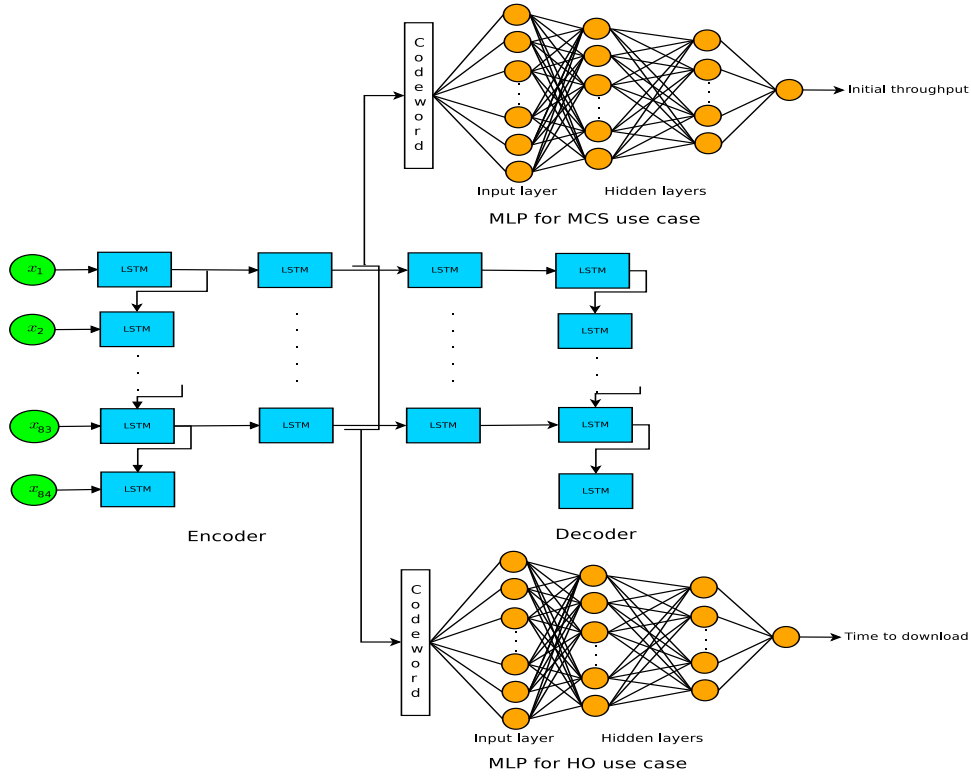 Codeword
Initial throughput
Input layer
Hidden layers
MLP for MCS use case
x1
LSTM
LSTM
LSTM
LSTM
x2
LSTM
LSTM
x83
LSTM
LSTM
LSTM
LSTM
x84
LSTM
LSTM
Encoder
Decoder
Codeword
Time to download
Input layer
Hidden layers
MLP for HO use case